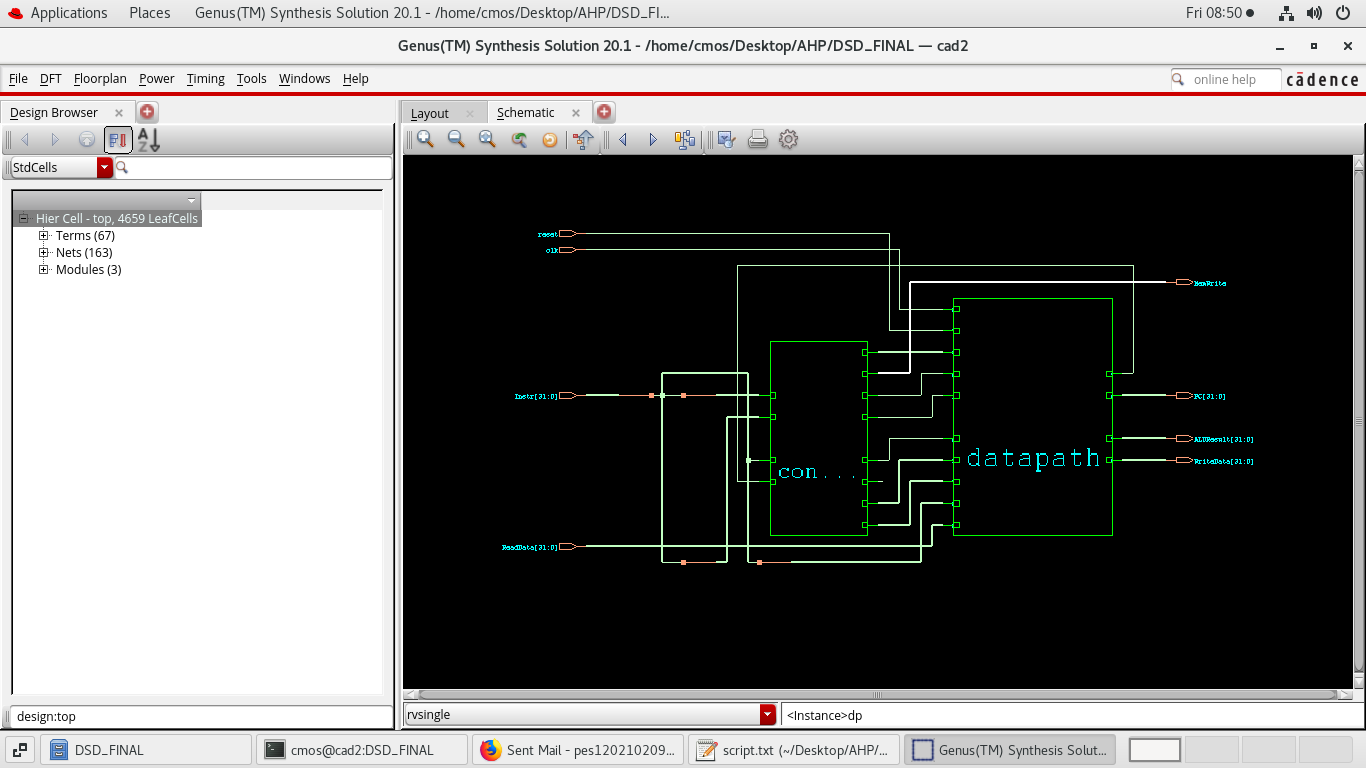 Applications Places Genus(TM) Synthesis Solution 20.1 - /home/cmos/Desktop/AHP/DSD_FI... Fri 08:50
Genus(TM) Synthesis Solution 20.1 - /home/cmos/Desktop/AHP/DSD_FINAL — cad2
File DFT Floorplan Power Timing Tools Windows Help online help cādence
Design Browser
Layout Schematic
StdCells
Hier Cell - top, 4659 LeafCells
Terms (67)
Nets (163)
Modules (3)
reset
clk
MemWrite
Instr[31:0]
PC[31:0]
ALUResult[31:0]
datapath
WriteData[31:0]
con...
ReadData[31:0]
design:top
rvsingle <Instance>dp
DSD_FINAL cmos@cad2:DSD_FINAL Sent Mail - pes120210209... script.txt (~/Desktop/AHP/... Genus(TM) Synthesis Solut...